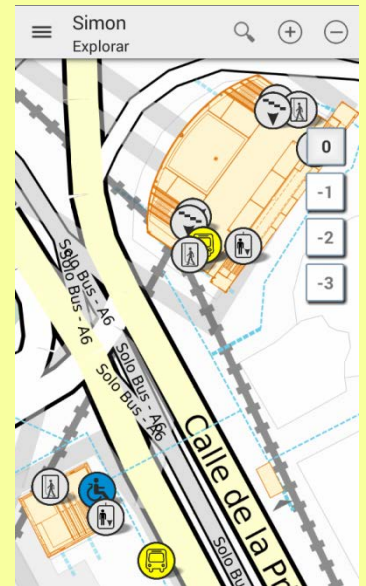 Simon
Explorar
0
-1
-2
-3
Solo Bus - A6
Solo Bus - A6
Solo Bus - A6
Solo Bus - A6
Calle de la Pr
Solo Bu